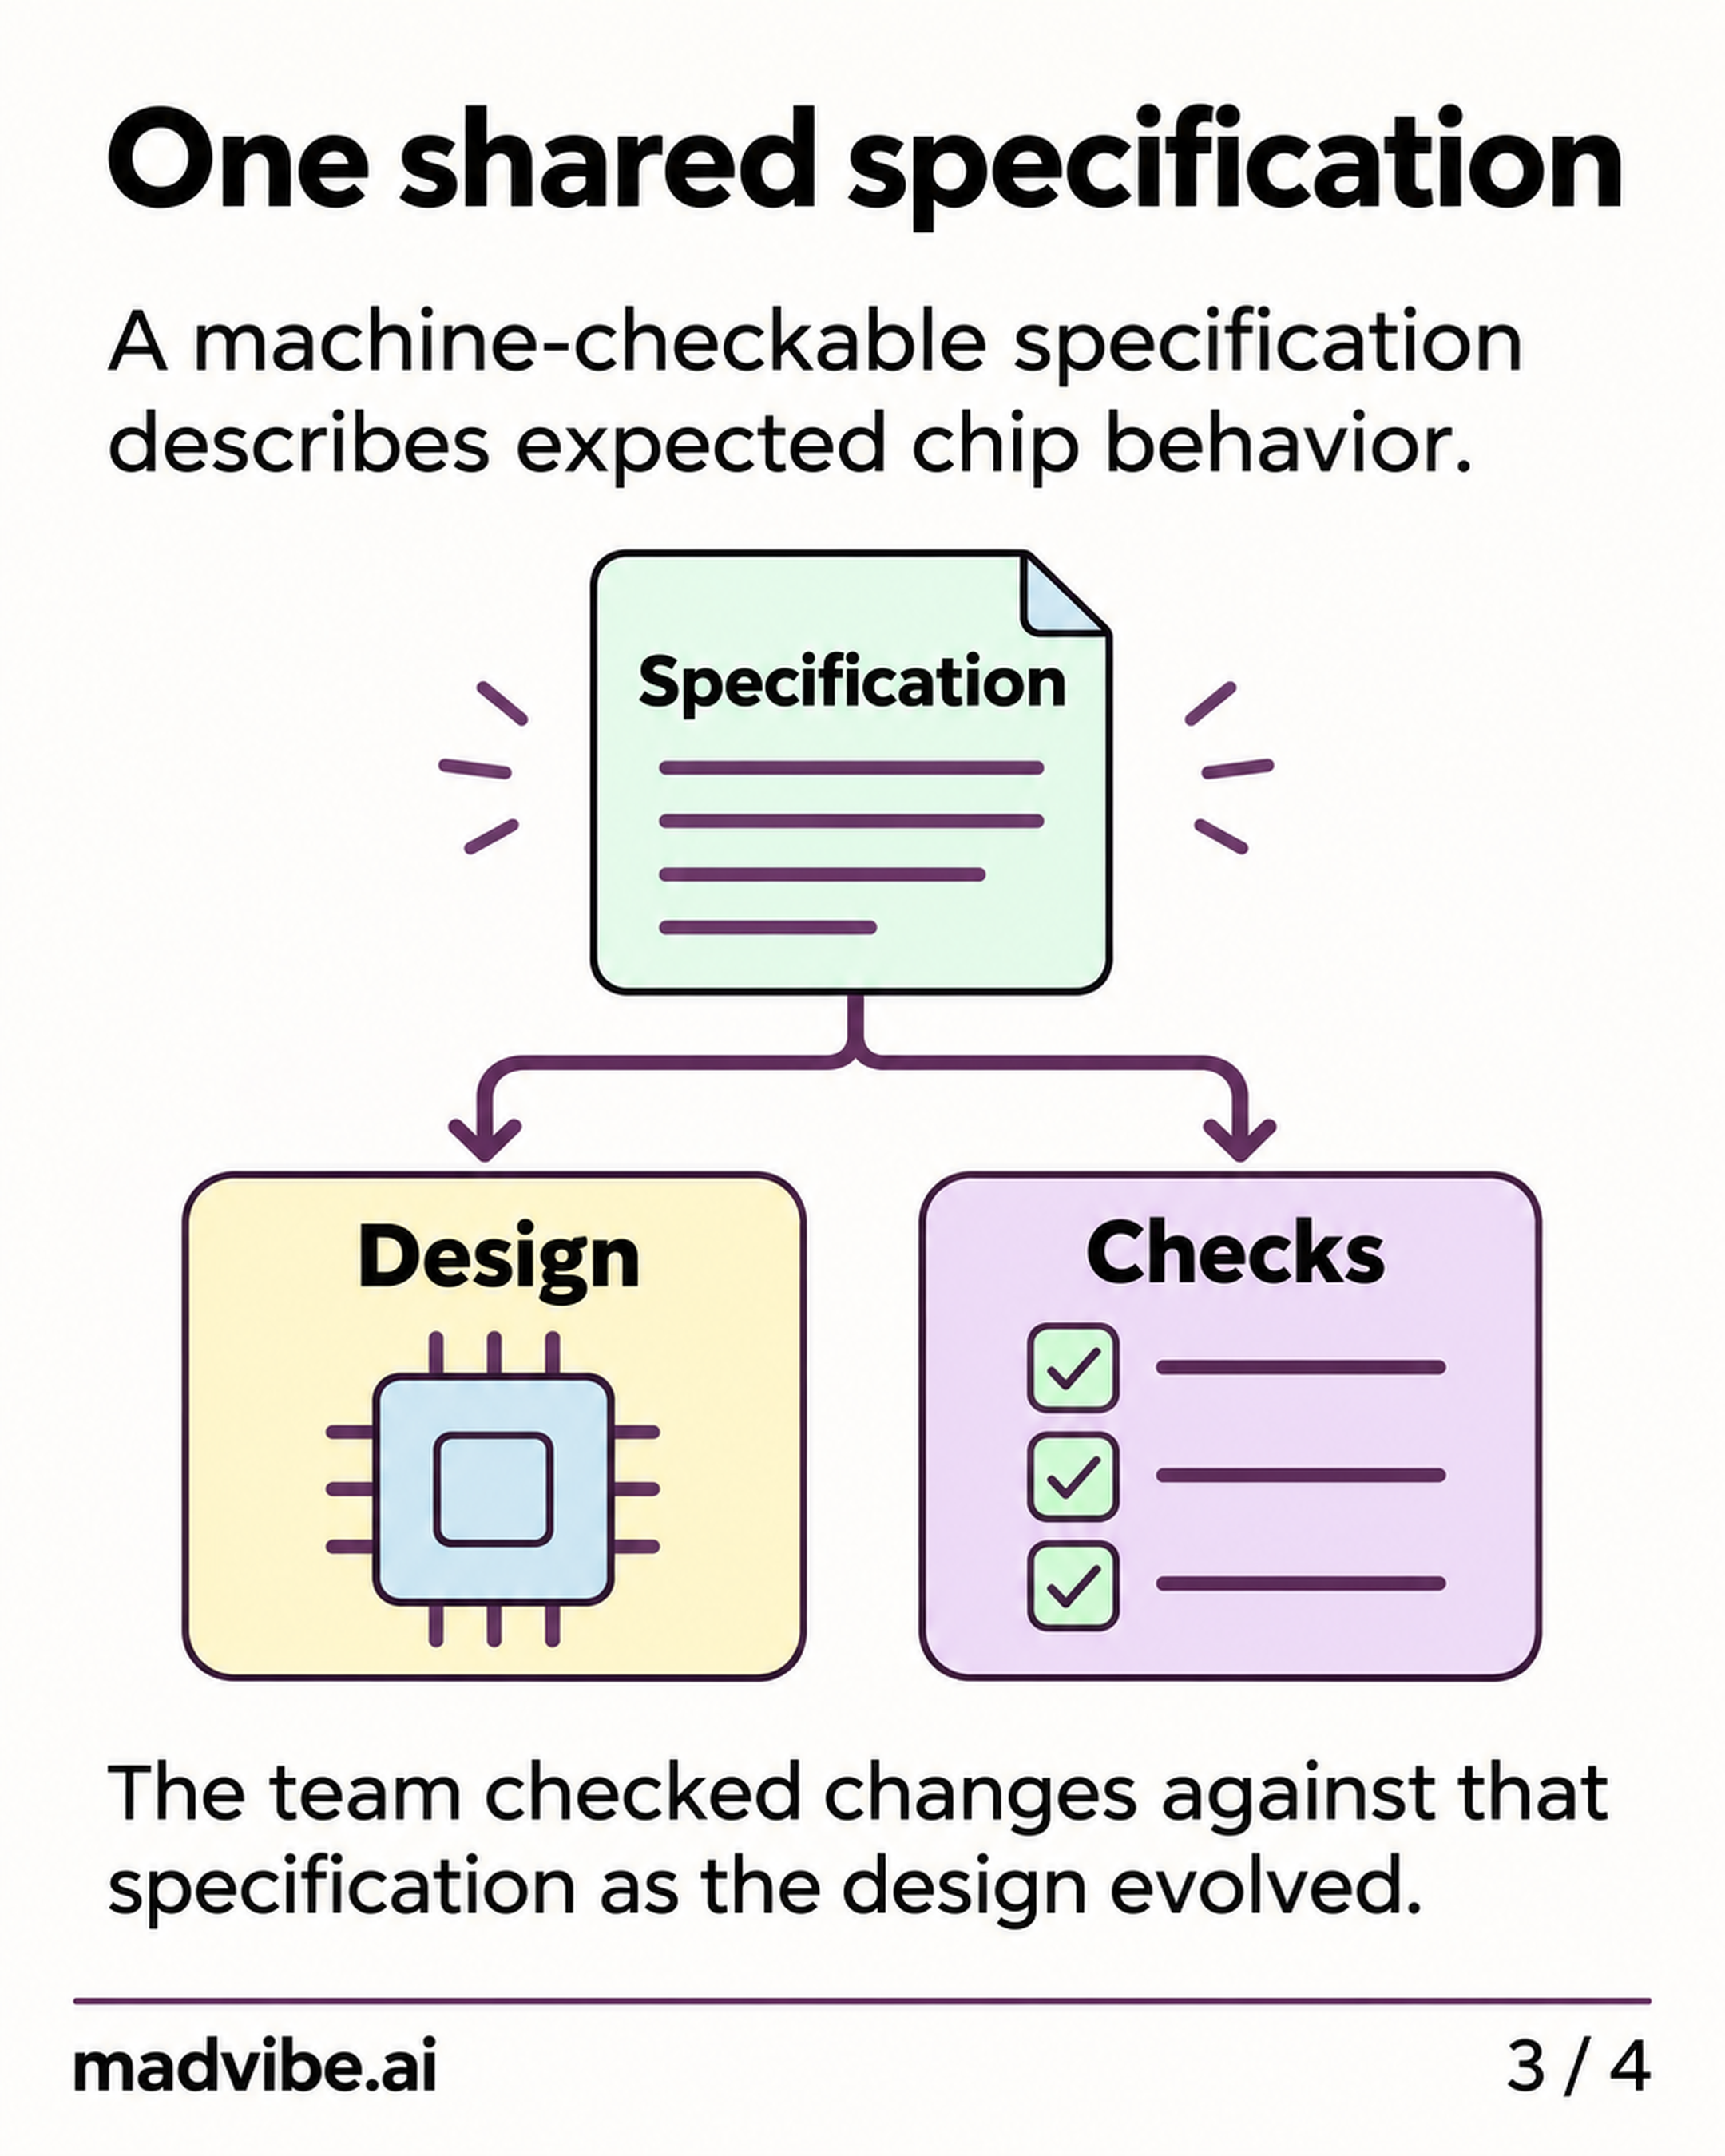 One shared specification
A machine-checkable specification
describes expected chip behavior.
Specification
Design
Checks
The team checked changes against that
specification as the design evolved.
madvibe.ai
3 / 4